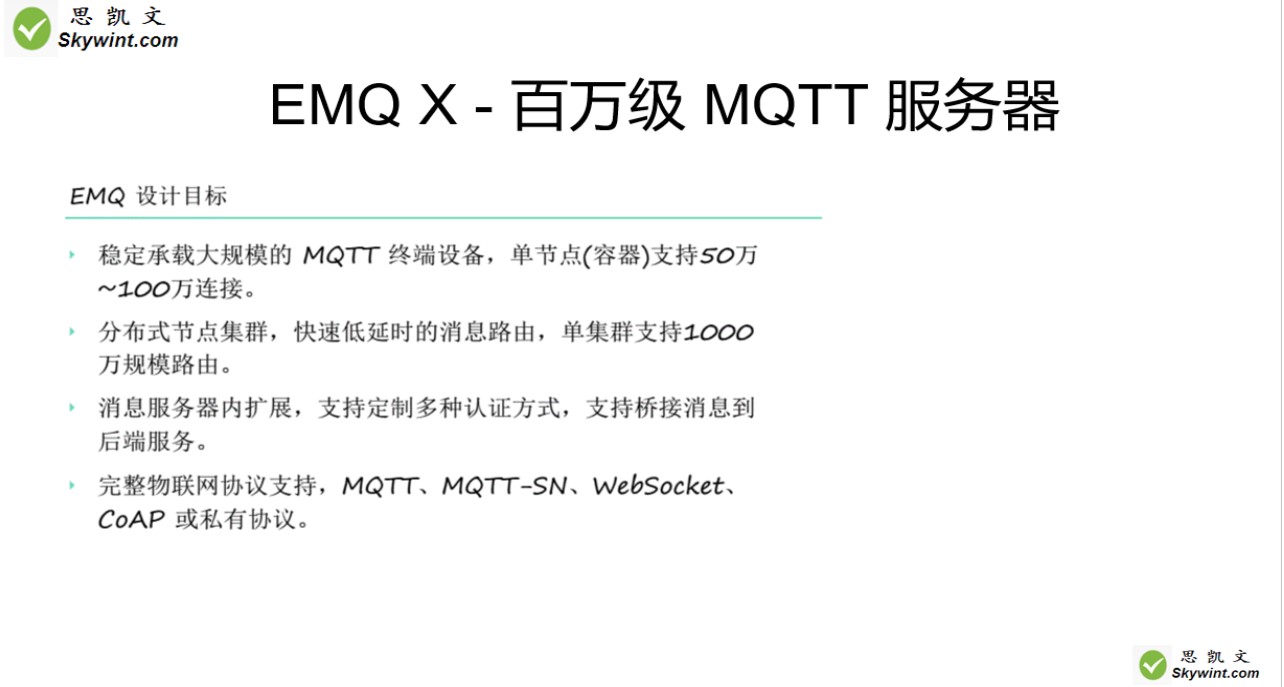 思凯文
Skywint.com
EMQ X - 百万级 MQTT 服务器
EMQ 设计目标
稳定承载大规模的 MQTT 终端设备，单节点(容器)支持50万
~100万连接。
分布式节点集群，快速低延时的消息路由，单集群支持1000
万规模路由。
消息服务器内扩展，支持定制多种认证方式，支持桥接消息到
后端服务。
完整物联网协议支持，MQTT、MQTT-SN、WebSocket、
CoAP 或私有协议。
思凯文
Skywint.com